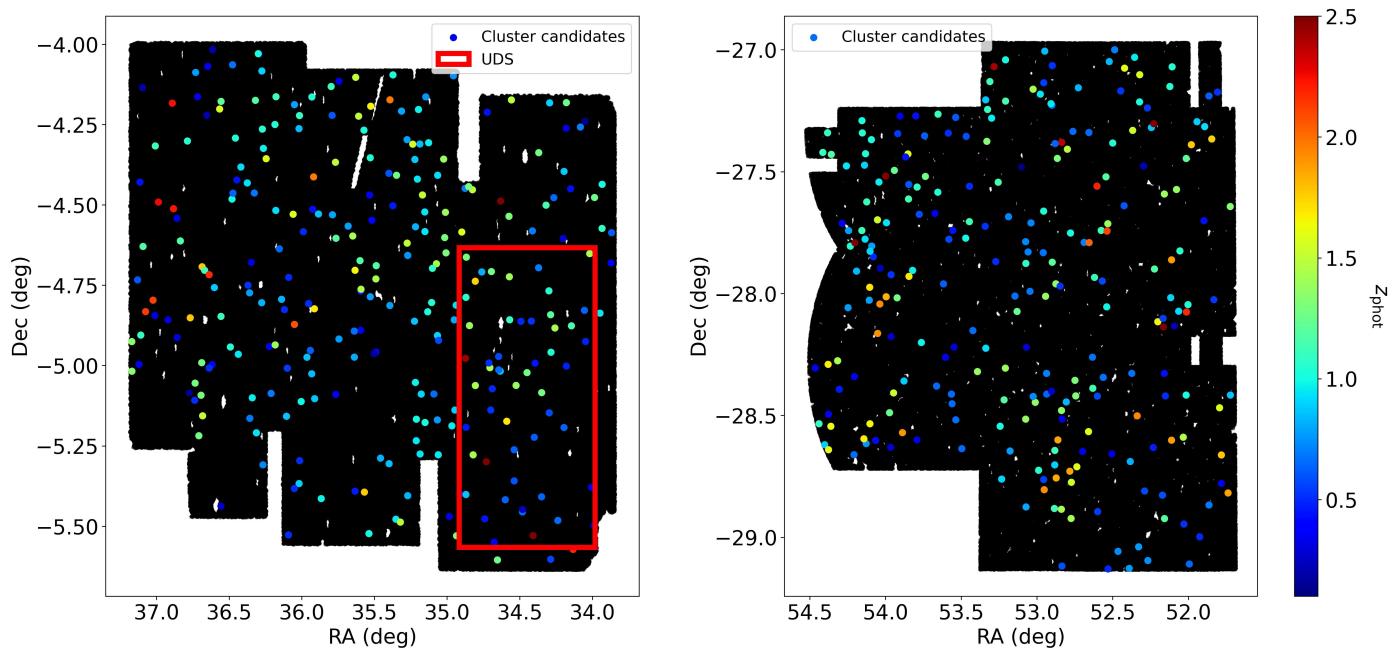 Cluster candidates
UDS
−4.00
−4.25
−4.50
−4.75
−5.00
−5.25
−5.50
Dec (deg)
37.0 36.5 36.0 35.5 35.0 34.5 34.0
RA (deg)
Cluster candidates
−27.0
−27.5
−28.0
−28.5
−29.0
Dec (deg)
54.5 54.0 53.5 53.0 52.5 52.0
RA (deg)
2.5
2.0
1.5
1.0
0.5
Zphot